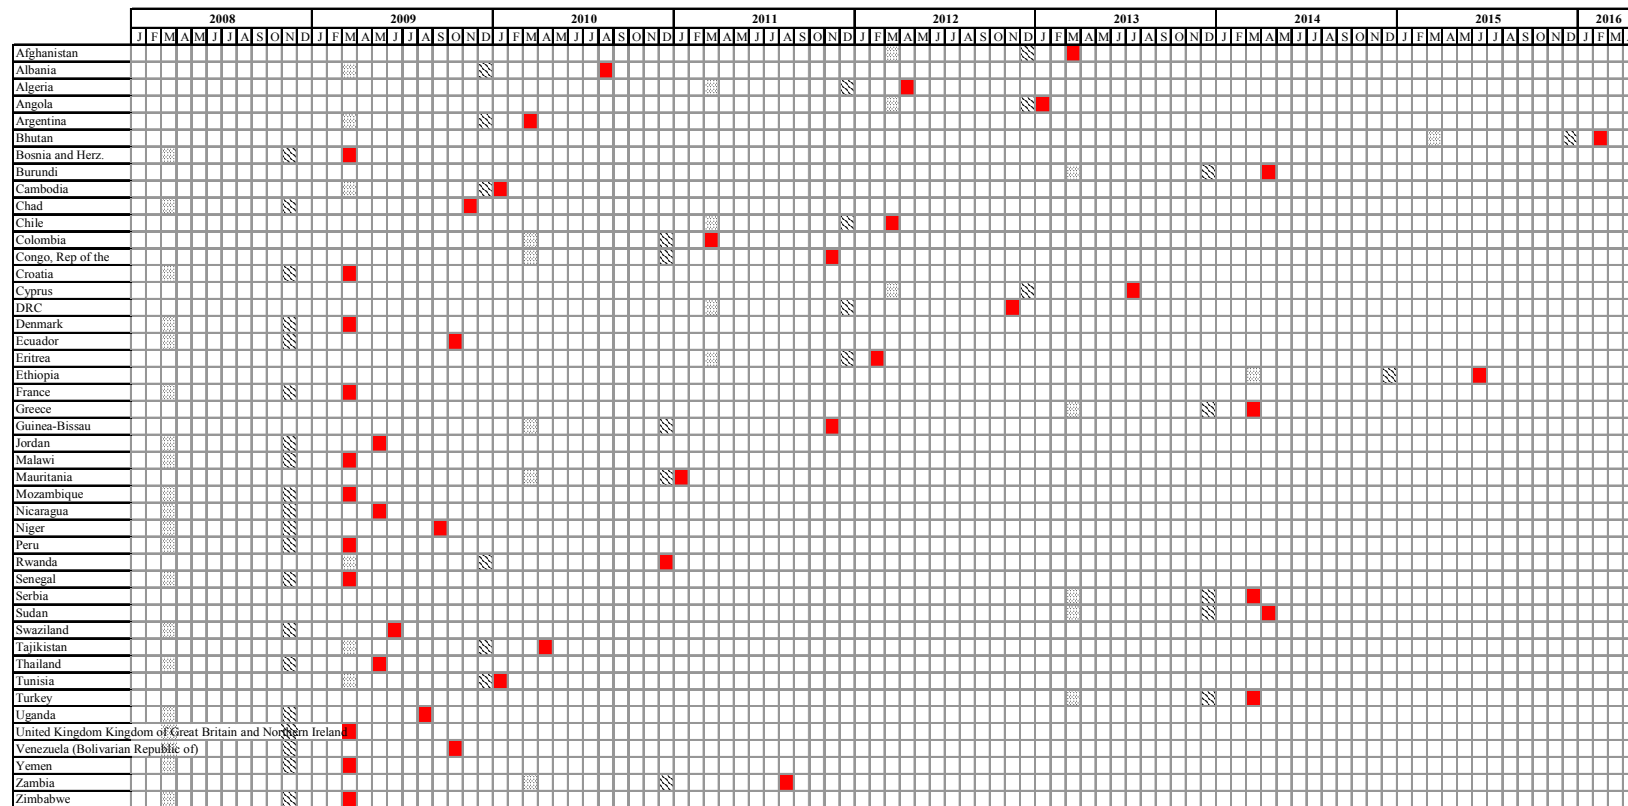 2008 2009 2010 2011 2012 2013 2014 2015 2016
J F M A M J J A S O N D J F M A M J J A S O N D J F M A M J J A S O N D J F M A M J J A S O N D J F M A M J J A S O N D J F M A M J J A S O N D J F M A M J J A S O N D J F M A M J J A S O N D J F M
Afghanistan
Albania
Algeria
Angola
Argentina
Bhutan
Bosnia and Herz.
Burundi
Cambodia
Chad
Chile
Colombia
Congo, Rep of the
Croatia
Cyprus
DRC
Denmark
Ecuador
Eritrea
Ethiopia
France
Greece
Guinea-Bissau
Jordan
Malawi
Mauritania
Mozambique
Nicaragua
Niger
Peru
Rwanda
Senegal
Serbia
Sudan
Swaziland
Tajikistan
Thailand
Tunisia
Turkey
Uganda
United Kingdom Kingdom of Great Britain and Northern Ireland
Venezuela (Bolivarian Republic of)
Yemen
Zambia
Zimbabwe